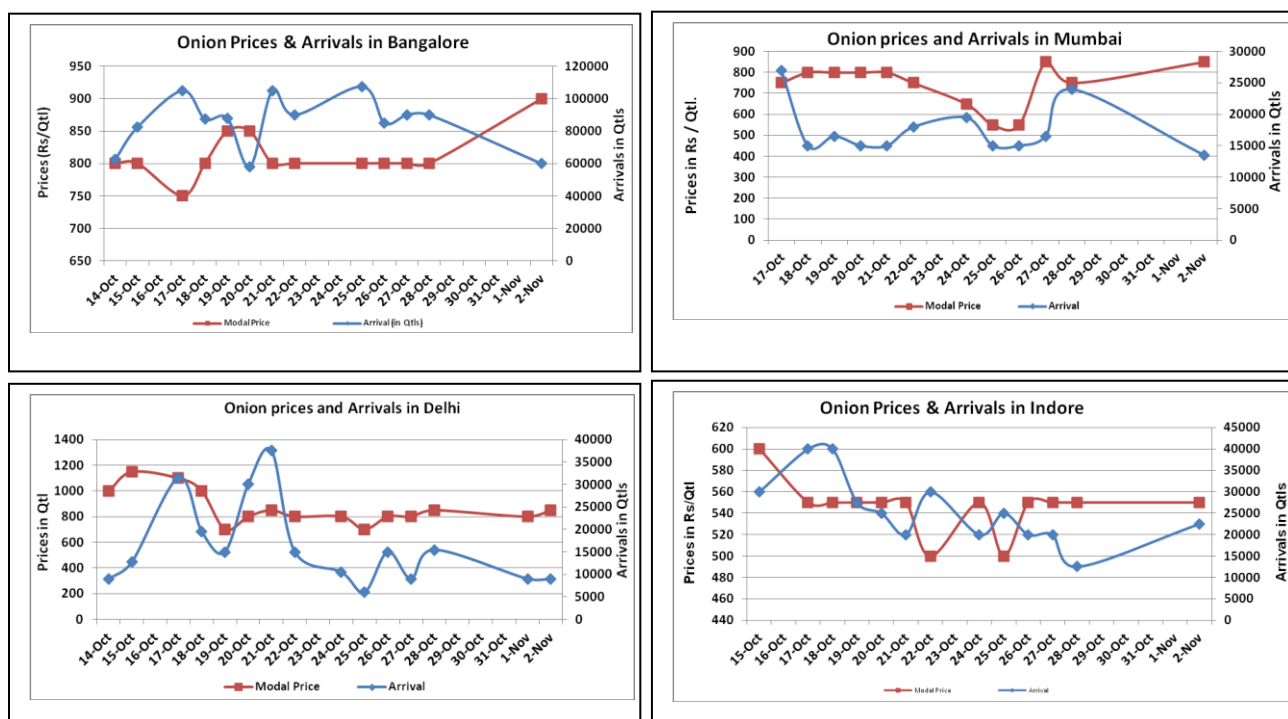 Onion Prices & Arrivals in Bangalore
Prices (Rs/Qtl)
950
900
850
800
750
700
650
120000
100000
80000
60000
40000
20000
0
Arrivals in Qtls
14-Oct
15-Oct
16-Oct
17-Oct
18-Oct
19-Oct
20-Oct
21-Oct
22-Oct
23-Oct
24-Oct
25-Oct
26-Oct
27-Oct
28-Oct
29-Oct
30-Oct
31-Oct
1-Nov
2-Nov
Modal Price
Arrival (in Qtls)
Onion prices and Arrivals in Mumbai
Prices in Rs / Qtl.
900
800
700
600
500
400
300
200
100
0
30000
25000
20000
15000
10000
5000
0
Arrivals in Qtls
17-Oct
18-Oct
19-Oct
20-Oct
21-Oct
22-Oct
23-Oct
24-Oct
25-Oct
26-Oct
27-Oct
28-Oct
29-Oct
30-Oct
31-Oct
1-Nov
2-Nov
Modal Price
Arrival
Onion prices and Arrivals in Delhi
Prices in Qtl
1400
1200
1000
800
600
400
200
0
40000
35000
30000
25000
20000
15000
10000
5000
0
Arrivals in Qtls
14-Oct
15-Oct
16-Oct
17-Oct
18-Oct
19-Oct
20-Oct
21-Oct
22-Oct
23-Oct
24-Oct
25-Oct
26-Oct
27-Oct
28-Oct
29-Oct
30-Oct
31-Oct
1-Nov
2-Nov
Modal Price
Arrival
Onion Prices & Arrivals in Indore
Prices in Rs/Qtl
620
600
580
560
540
520
500
480
460
440
45000
40000
35000
30000
25000
20000
15000
10000
5000
0
Arrivals in Qtls
15-Oct
16-Oct
17-Oct
18-Oct
19-Oct
20-Oct
21-Oct
22-Oct
23-Oct
24-Oct
25-Oct
26-Oct
27-Oct
28-Oct
29-Oct
30-Oct
31-Oct
1-Nov
2-Nov
Modal Price
Arrival